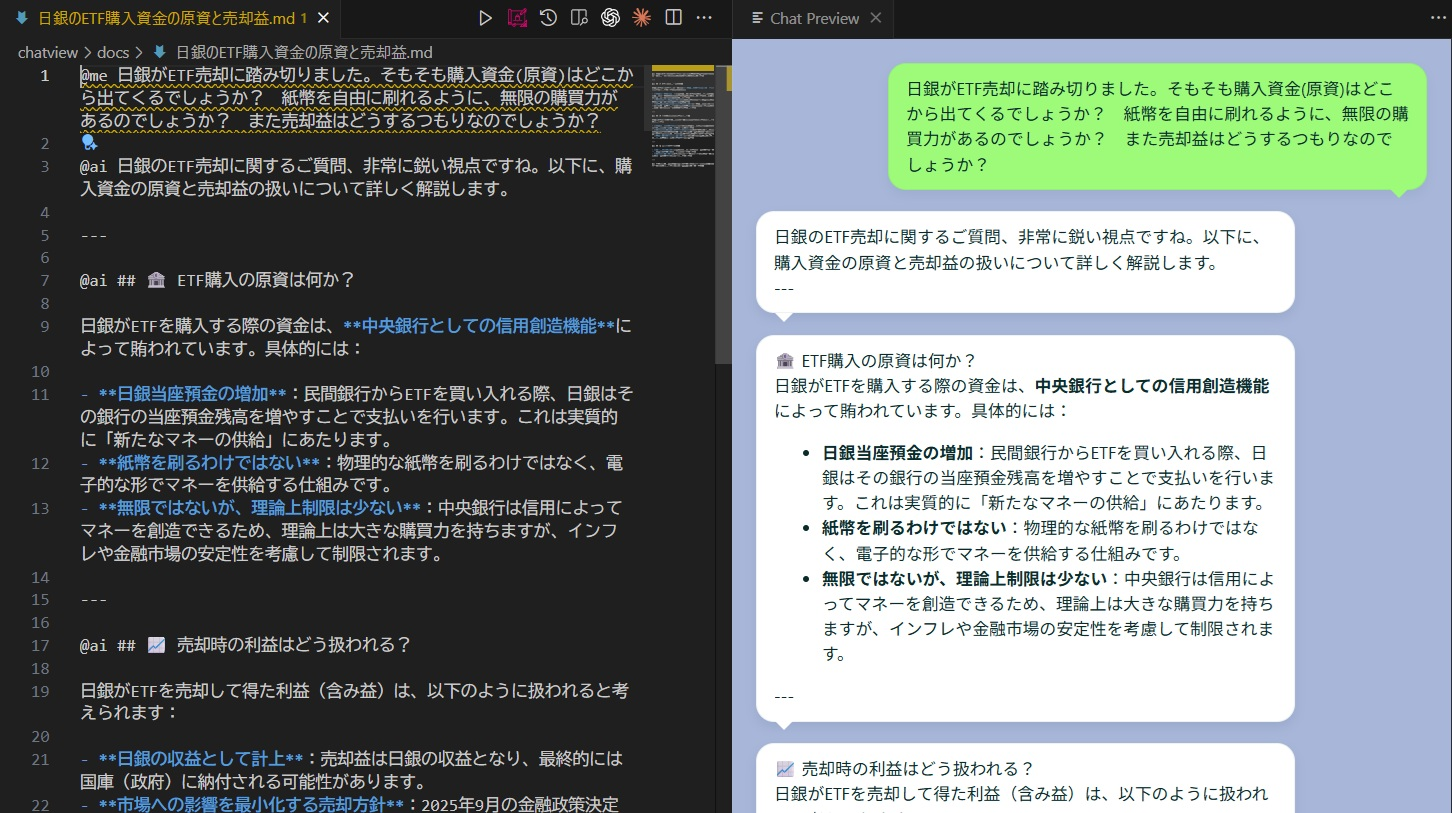 日銀のETF購入資金の原資と売却益.md 1
chatview > docs > 日銀のETF購入資金の原資と売却益.md
1 @me 日銀がETF売却に踏み切りました。そもそも購入資金(原資)はどこか
ら出てくるでしょうか？　紙幣を自由に刷れるように、無限の購買力が
あるのでしょうか？　また売却益はどうするつもりなのでしょうか？
2
3 @ai 日銀のETF売却に関するご質問、非常に鋭い視点ですね。以下に、購
入資金の原資と売却益の扱いについて詳しく解説します。
4
5 ---
6
7 @ai ## 🏛 ETF購入の原資は何か？
8
9 日銀がETFを購入する際の資金は、**中央銀行としての信用創造機能**に
よって賄われています。具体的には：
10
11 - **日銀当座預金の増加**：民間銀行からETFを買い入れる際、日銀はそ
の銀行の当座預金残高を増やすことで支払いを行います。これは実質的
に「新たなマネーの供給」にあたります。
12 - **紙幣を刷るわけではない**：物理的な紙幣を刷るわけではなく、電
子的な形でマネーを供給する仕組みです。
13 - **無限ではないが、理論上制限は少ない**：中央銀行は信用によって
マネーを創造できるため、理論上は大きな購買力を持ちますが、インフ
レや金融市場の安定性を考慮して制限されます。
14
15 ---
16
17 @ai ## 📈 売却時の利益はどう扱われる？
18
19 日銀がETFを売却して得た利益（含み益）は、以下のように扱われると考
えられます：
20
21 - **日銀の収益として計上**：売却益は日銀の収益となり、最終的には
国庫（政府）に納付される可能性があります。
22 - **市場への影響を最小化する売却方針**：2025年9月の金融政策決定
Chat Preview
日銀がETF売却に踏み切りました。そもそも購入資金(原資)はどこ
から出てくるでしょうか？　紙幣を自由に刷れるように、無限の購買
力があるのでしょうか？　また売却益はどうするつもりなので
しょうか？
日銀のETF売却に関するご質問、非常に鋭い視点ですね。以下に、
購入資金の原資と売却益の扱いについて詳しく解説します。
---
🏛 ETF購入の原資は何か？
日銀がETFを購入する際の資金は、中央銀行としての信用創造機能
によって賄われています。具体的には：
• 日銀当座預金の増加：民間銀行からETFを買い入れる際、日
銀はその銀行の当座預金残高を増やすことで支払いを行いま
す。これは実質的に「新たなマネーの供給」にあたります。
• 紙幣を刷るわけではない：物理的な紙幣を刷るわけではな
く、電子的な形でマネーを供給する仕組みです。
• 無限ではないが、理論上制限は少ない：中央銀行は信用によ
ってマネーを創造できるため、理論上は大きな購買力を持ち
ますが、インフレや金融市場の安定性を考慮して制限されま
す。
---
📈 売却時の利益はどう扱われる？
日銀がETFを売却して得た利益（含み益）は、以下のように扱われ